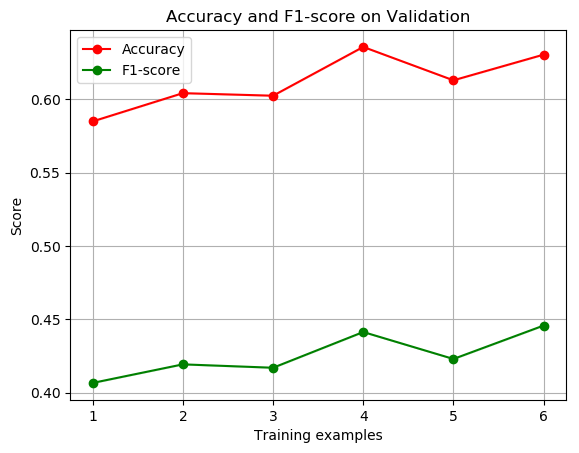 Accuracy and F1-score on Validation
Accuracy
F1-score
Score
0.60
0.55
0.50
0.45
0.40
1 2 3 4 5 6
Training examples